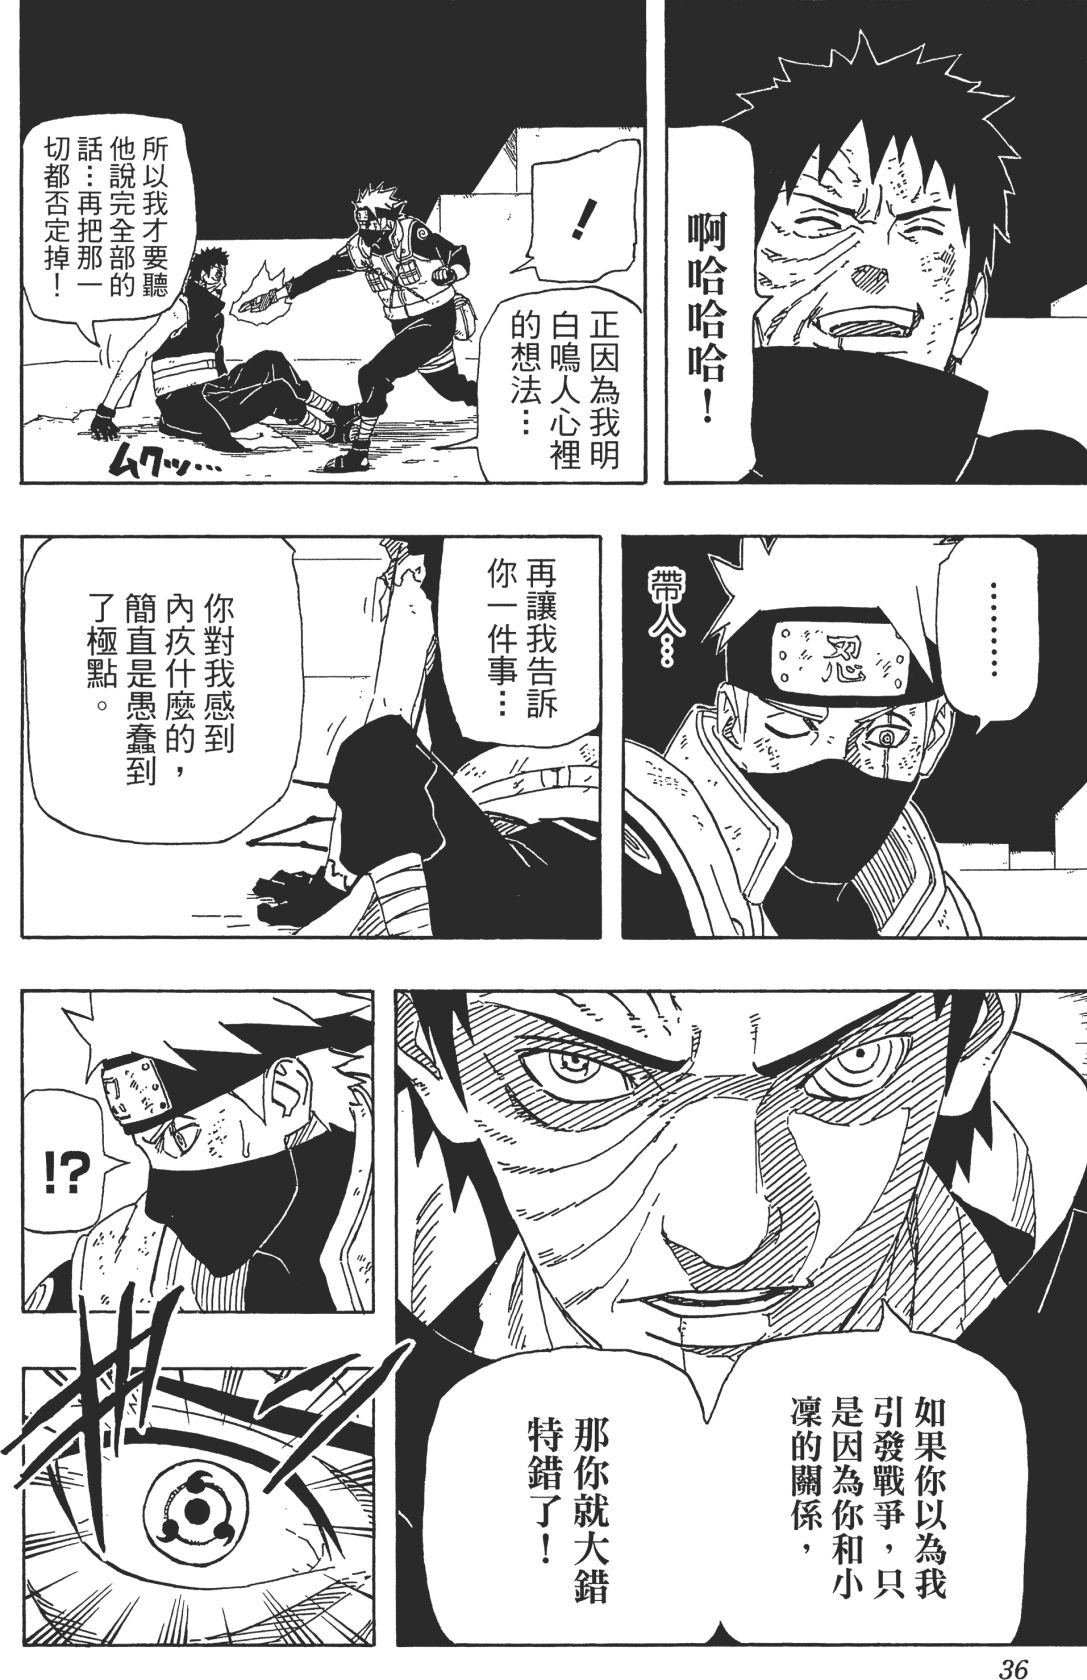 啊哈哈哈！
！
正因為我明
白鳴人心裡
的想法…
所以我才要聽
他說完全部的
話…再把那一
切都否定掉！
ムクッ…
………
忍
帶人…
再讓我告訴
你一件事…
你對我感到
內疚什麼的，
簡直是愚蠢到
了極點。
如果你以為我
引發戰爭，只
是因為你和小
凜的關係，
那你就大錯
特錯了！
!?
36